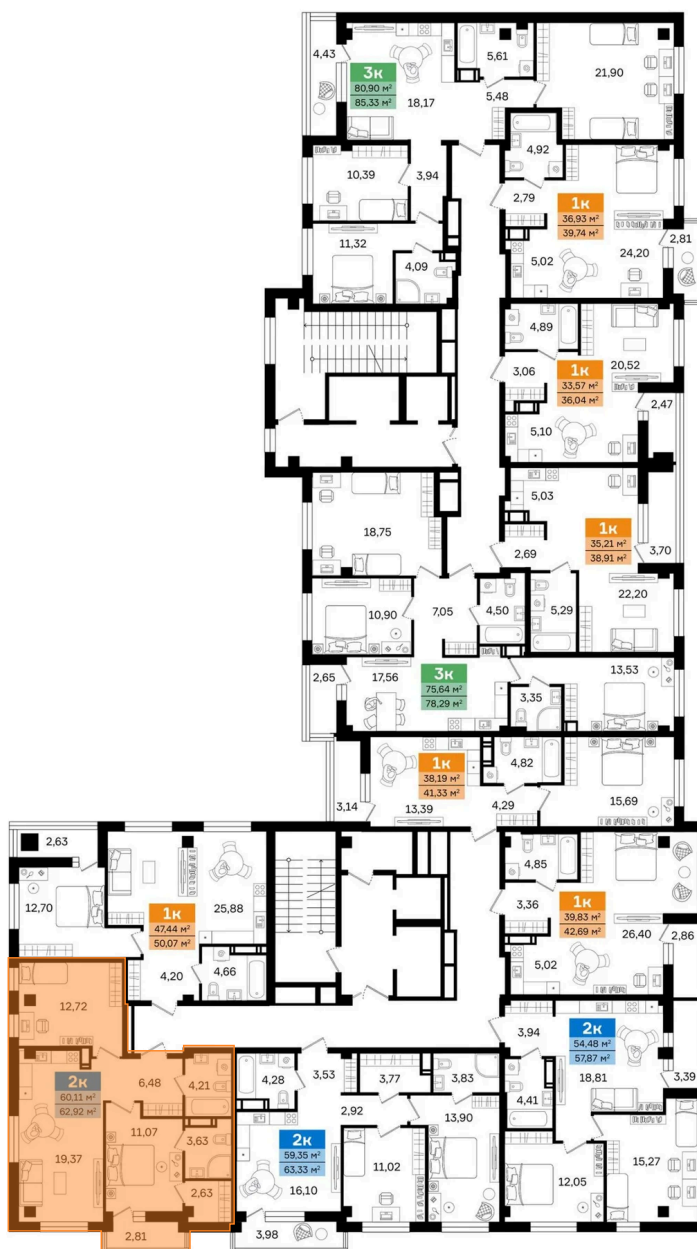 4,43
5,61
21,90
3к
80,90 м²
85,33 м²
18,17
5,48
4,92
10,39
3,94
2,79
1к
36,93 м²
39,74 м²
2,81
11,32
4,09
5,02
24,20
4,89
3,06
20,52
1к
33,57 м²
36,04 м²
2,47
5,10
5,03
18,75
1к
35,21 м²
38,91 м²
2,69
3,70
10,90
7,05
4,50
5,29
22,20
2,65
17,56
3к
75,64 м²
78,29 м²
3,35
13,53
1к
38,19 м²
41,33 м²
4,82
3,14
13,39
4,29
15,69
2,63
4,85
12,70
25,88
1к
47,44 м²
50,07 м²
3,36
1к
39,83 м²
42,69 м²
26,40
2,86
4,20
4,66
5,02
12,72
3,94
2к
54,48 м²
57,87 м²
18,81
3,39
2к
60,11 м²
62,92 м²
6,48
4,21
4,28
3,53
3,77
3,83
4,41
2,92
13,90
11,07
3,63
2к
59,35 м²
63,33 м²
11,02
19,37
15,27
2,63
16,10
12,05
2,81
3,98